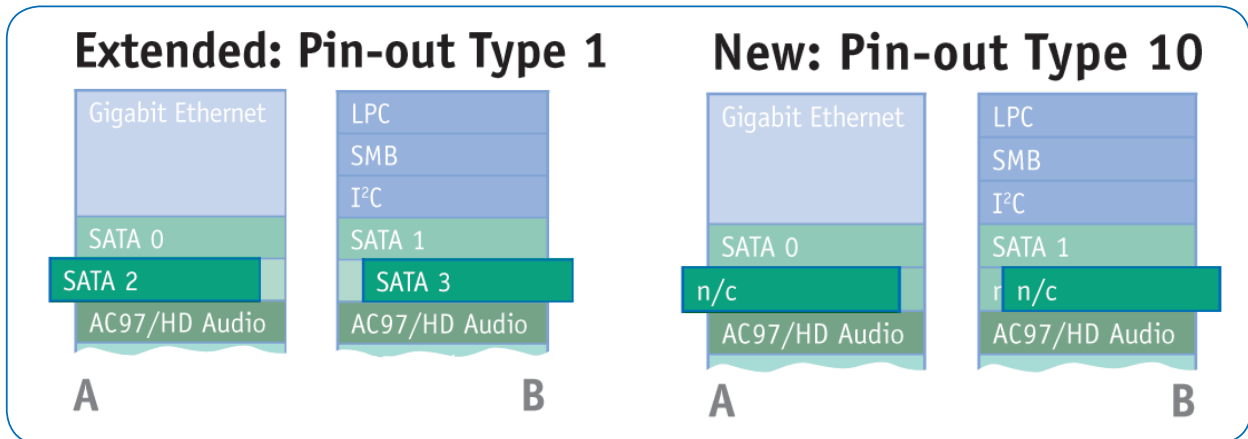 Extended: Pin-out Type 1
Gigabit Ethernet
SATA 0
SATA 2
AC97/HD Audio
A
LPC
SMB
I²C
SATA 1
SATA 3
AC97/HD Audio
B
New: Pin-out Type 10
Gigabit Ethernet
SATA 0
n/c
AC97/HD Audio
A
LPC
SMB
I²C
SATA 1
n/c
AC97/HD Audio
B